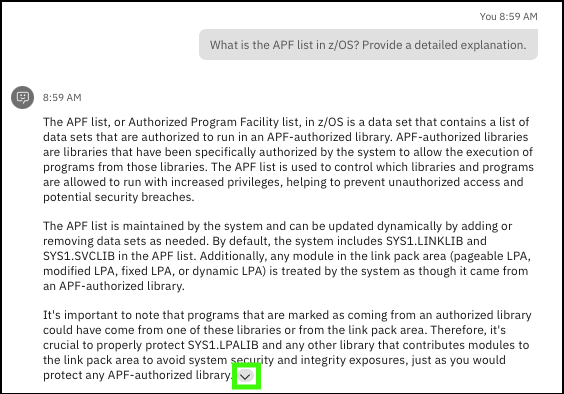 You 8:59 AM
What is the APF list in z/OS? Provide a detailed explanation.
8:59 AM
The APF list, or Authorized Program Facility list, in z/OS is a data set that contains a list of
data sets that are authorized to run in an APF-authorized library. APF-authorized libraries
are libraries that have been specifically authorized by the system to allow the execution of
programs from those libraries. The APF list is used to control which libraries and programs
are allowed to run with increased privileges, helping to prevent unauthorized access and
potential security breaches.
The APF list is maintained by the system and can be updated dynamically by adding or
removing data sets as needed. By default, the system includes SYS1.LINKLIB and
SYS1.SVCLIB in the APF list. Additionally, any module in the link pack area (pageable LPA,
modified LPA, fixed LPA, or dynamic LPA) is treated by the system as though it came from
an APF-authorized library.
It's important to note that programs that are marked as coming from an authorized library
could have come from one of these libraries or from the link pack area. Therefore, it's
crucial to properly protect SYS1.LPALIB and any other library that contributes modules to
the link pack area to avoid system security and integrity exposures, just as you would
protect any APF-authorized library.